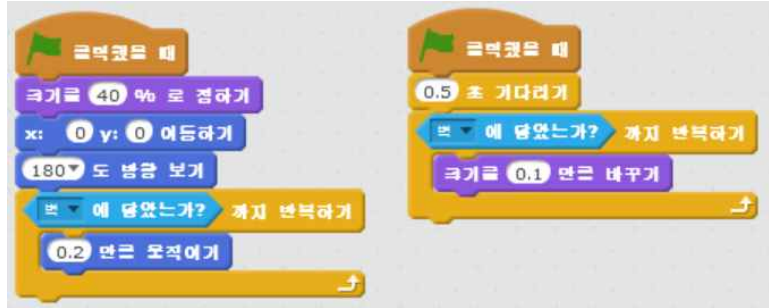 클릭했을 때
크기를 40 % 로 정하기
x: 0 y: 0 이동하기
180 도 방향 보기
벽 에 닿았는가? 까지 반복하기
0.2 만큼 움직이기
클릭했을 때
0.5 초 기다리기
벽 에 닿았는가? 까지 반복하기
크기를 0.1 만큼 바꾸기